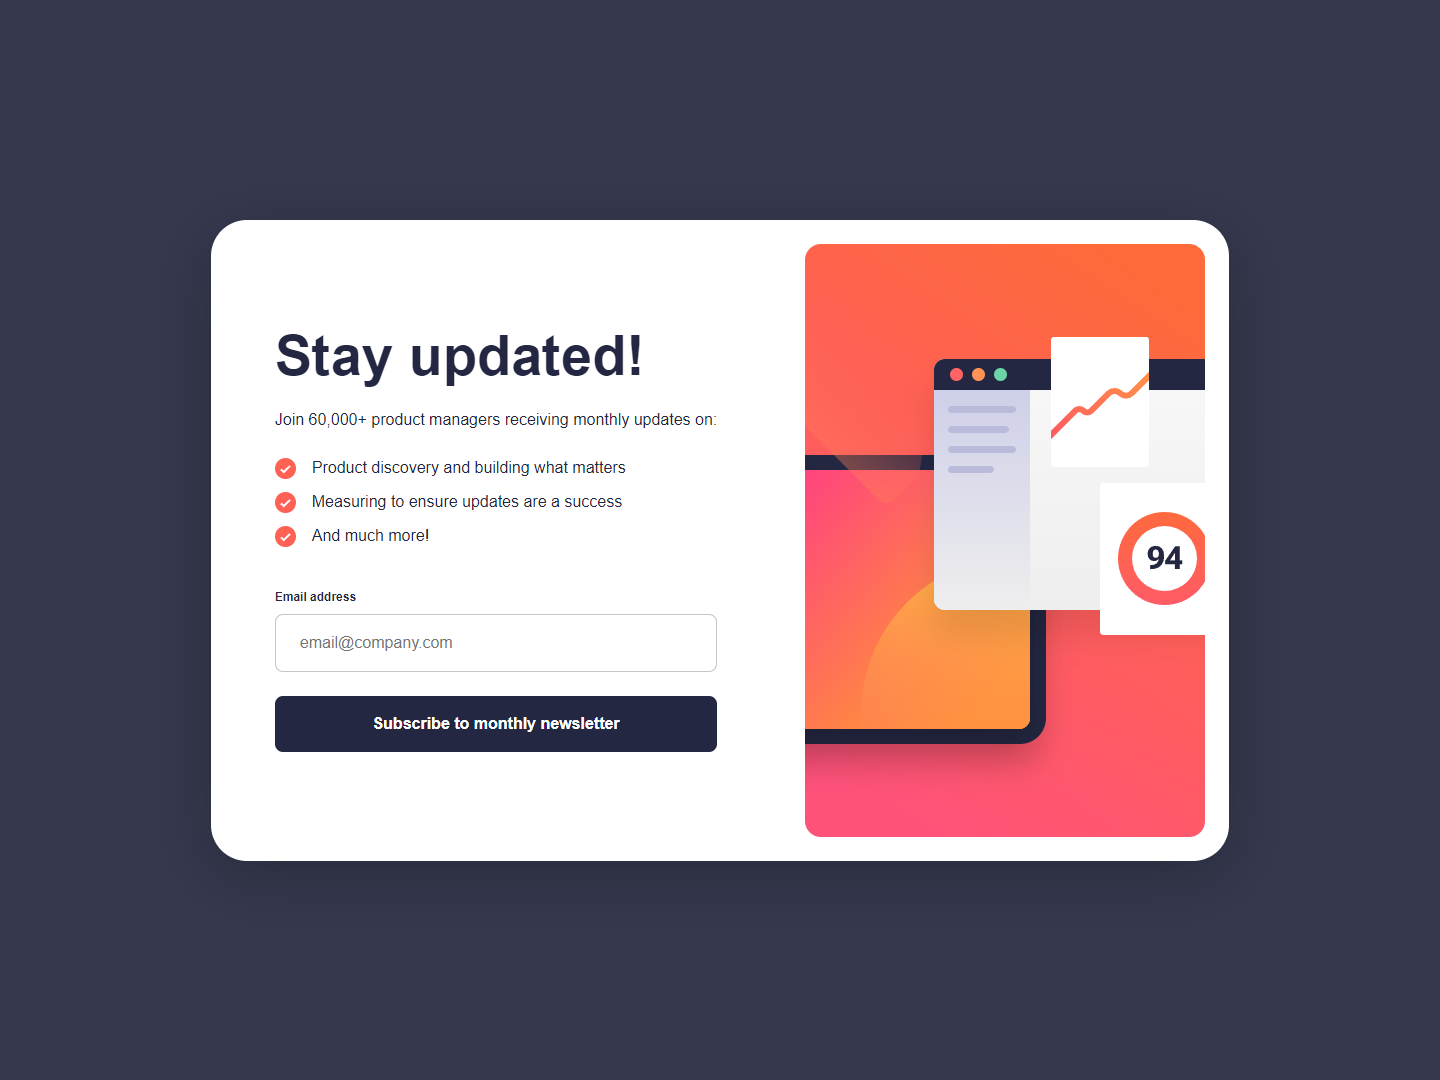 Stay updated!
Join 60,000+ product managers receiving monthly updates on:
Product discovery and building what matters
Measuring to ensure updates are a success
And much more!
Email address
email@company.com
Subscribe to monthly newsletter
94